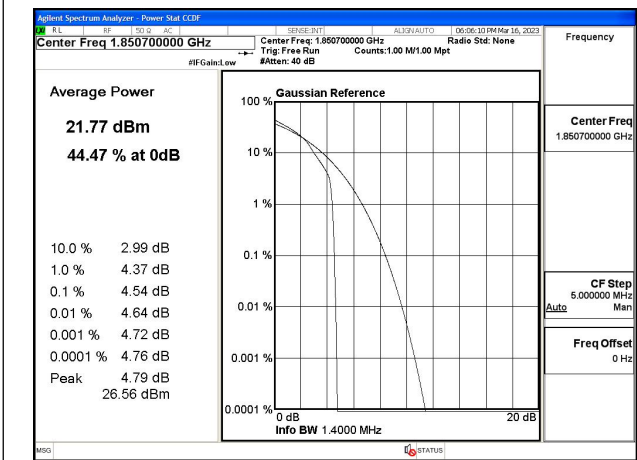 Agilent Spectrum Analyzer - Power Stat CCDF
RL RF 50 Ω AC SENSE:INT ALIGN AUTO 06:06:10 PM Mar 16, 2023
Center Freq 1.850700000 GHz
Center Freq: 1.850700000 GHz Radio Std: None
Trig: Free Run Counts:1.00 M/1.00 Mpt
#IFGain:Low #Atten: 40 dB
Frequency
Average Power
21.77 dBm
44.47 % at 0dB
10.0 % 2.99 dB
1.0 % 4.37 dB
0.1 % 4.54 dB
0.01 % 4.64 dB
0.001 % 4.72 dB
0.0001 % 4.76 dB
Peak 4.79 dB
26.56 dBm
Gaussian Reference
100 %
10 %
1 %
0.1 %
0.01 %
0.001 %
0.0001 %
0 dB 20 dB
Info BW 1.4000 MHz
Center Freq
1.850700000 GHz
CF Step
5.000000 MHz
Auto Man
Freq Offset
0 Hz
MSG STATUS